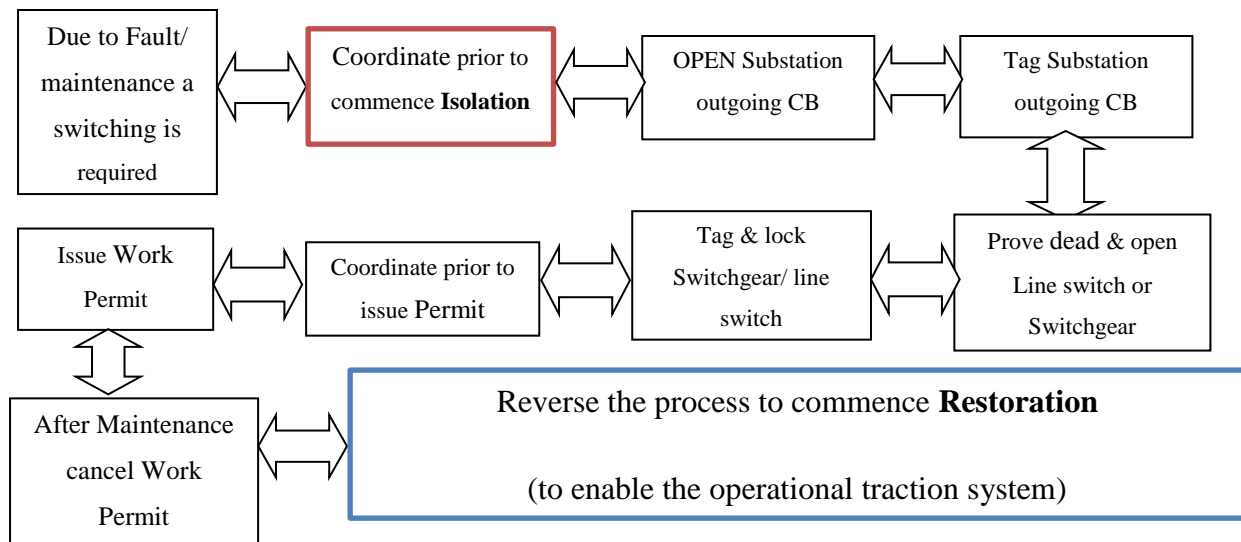 Due to Fault/
maintenance a
switching is
required
Coordinate prior to
commence Isolation
OPEN Substation
outgoing CB
Tag Substation
outgoing CB
Prove dead & open
Line switch or
Switchgear
Tag & lock
Switchgear/ line
switch
Coordinate prior to
issue Permit
Issue Work
Permit
After Maintenance
cancel Work
Permit
Reverse the process to commence Restoration
(to enable the operational traction system)